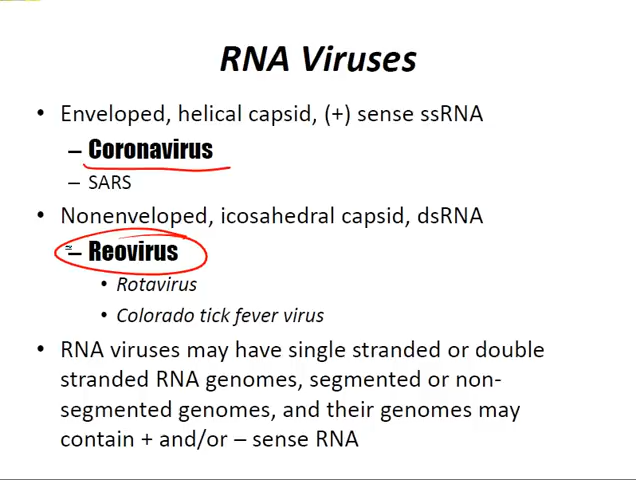 RNA Viruses
• Enveloped, helical capsid, (+) sense ssRNA
– Coronavirus
– SARS
• Nonenveloped, icosahedral capsid, dsRNA
– Reovirus
• Rotavirus
• Colorado tick fever virus
• RNA viruses may have single stranded or double
stranded RNA genomes, segmented or non-
segmented genomes, and their genomes may
contain + and/or – sense RNA